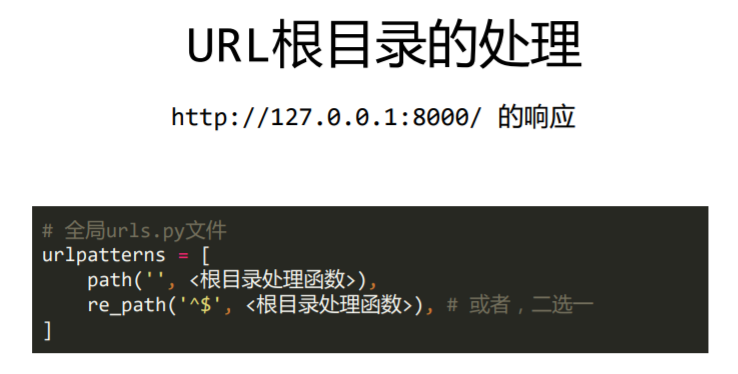 URL根目录的处理
http://127.0.0.1:8000/ 的响应
# 全局urls.py文件
urlpatterns = [
    path('', <根目录处理函数>),
    re_path('^$', <根目录处理函数>), # 或者，二选一
]